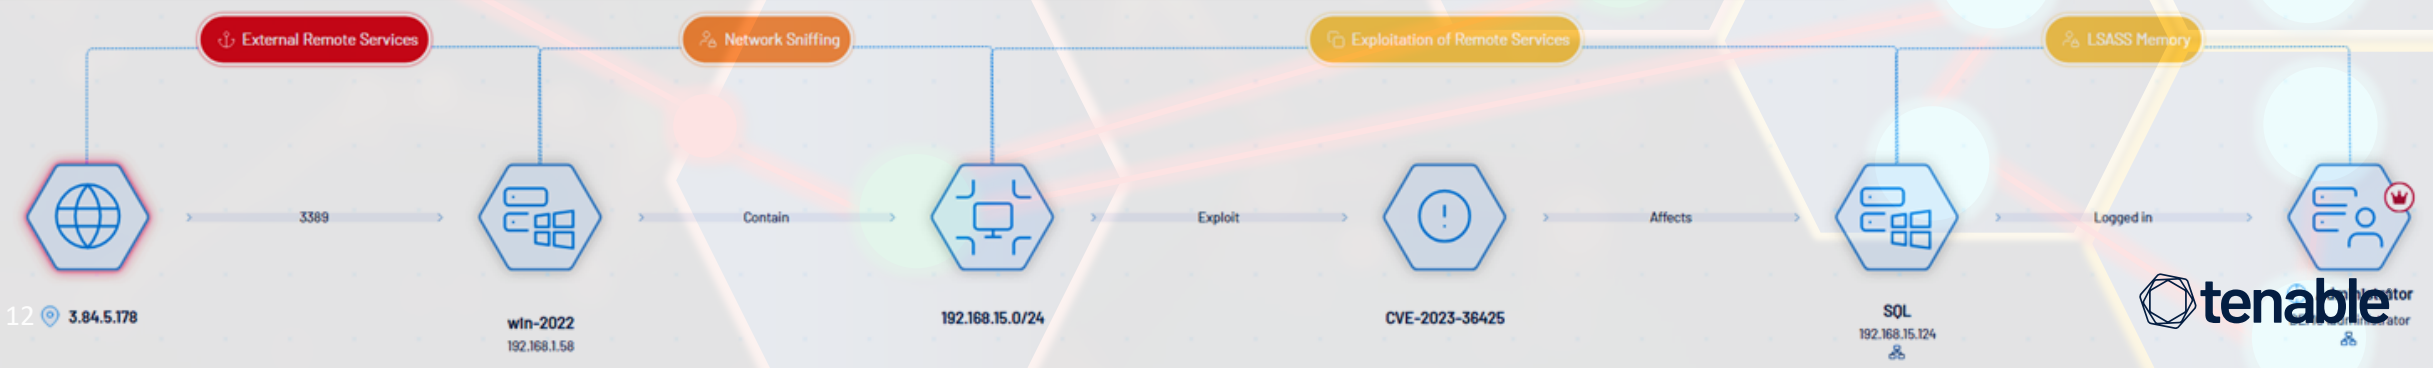 External Remote Services
Network Sniffing
Exploitation of Remote Services
LSASS Memory
3389
Contain
Exploit
Affects
Logged in
12
3.84.5.178
win-2022
192.168.1.58
192.168.15.0/24
CVE-2023-36425
SQL
192.168.15.124
Administrator
tenable